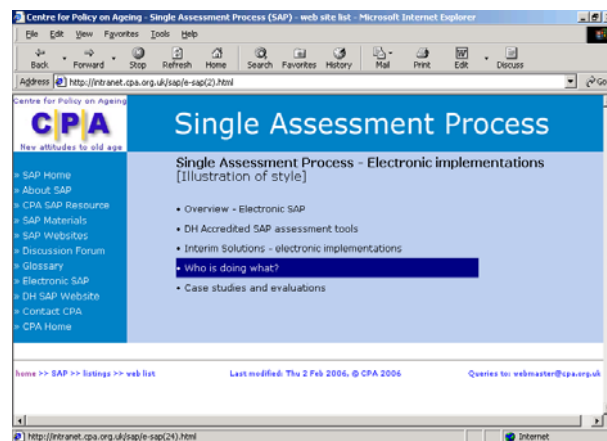 Centre for Policy on Ageing - Single Assessment Process (SAP) - web site list - Microsoft Internet Explorer
File Edit View Favorites Tools Help
Back Forward Stop Refresh Home Search Favorites History Mail Print Edit Discuss
Address http://intranet.cpa.org.uk/sap/e-sap(2).html Go
Centre for Policy on Ageing
CPA
New attitudes to old age
Single Assessment Process
Single Assessment Process - Electronic implementations
[Illustration of style]
» SAP Home
» About SAP
» CPA SAP Resource
» SAP Materials
» SAP Websites
» Discussion Forum
» Glossary
» Electronic SAP
» DH SAP Website
» Contact CPA
» CPA Home
• Overview - Electronic SAP
• DH Accredited SAP assessment tools
• Interim Solutions - electronic implementations
• Who is doing what?
• Case studies and evaluations
home >> SAP >> listings >> web list Last modified: Thu 2 Feb 2006, © CPA 2006 Queries to: webmaster@cpa.org.uk
http://intranet.cpa.org.uk/sap/e-sap(24).html Internet